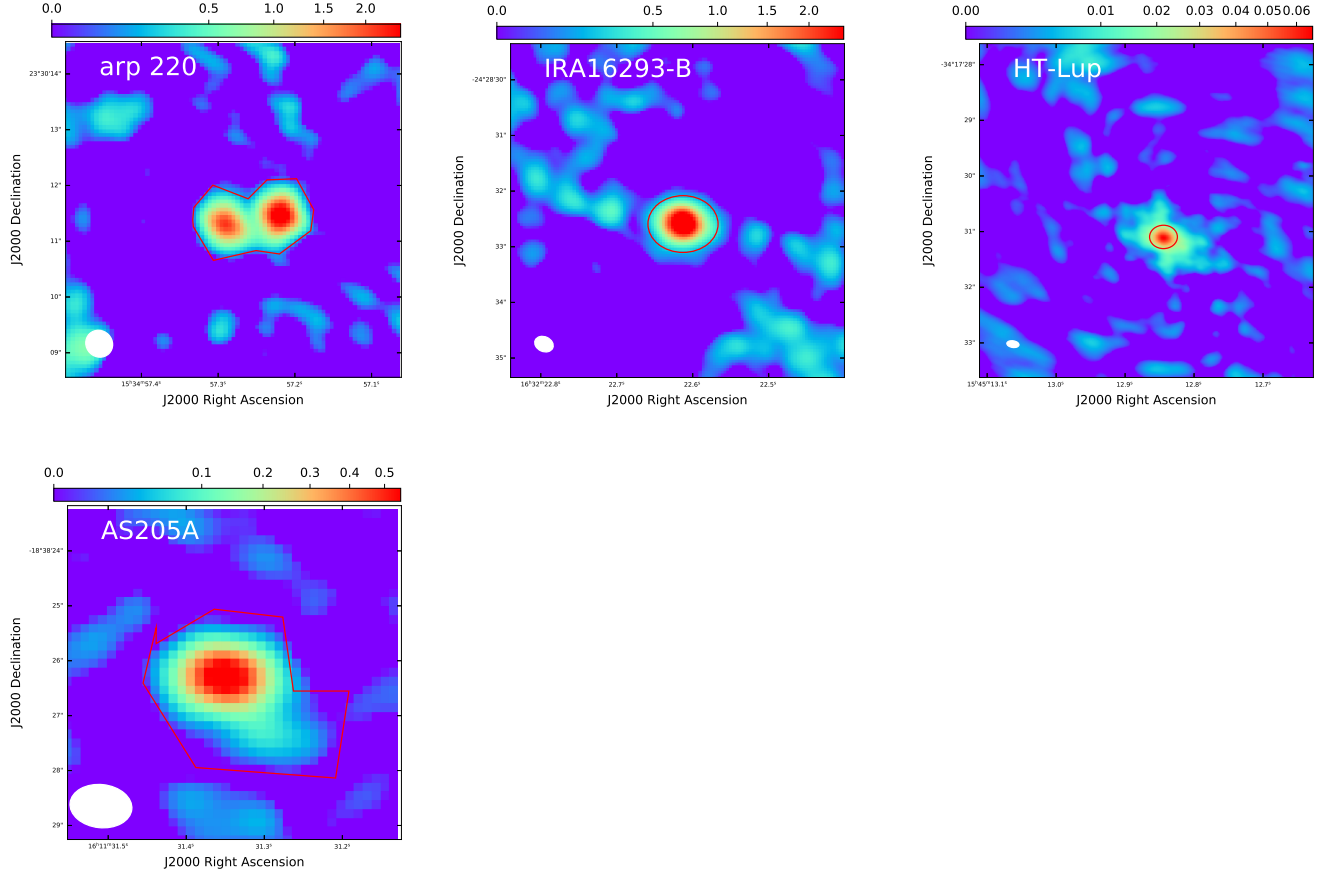 0.0 0.5 1.0 1.5 2.0
arp 220
23°30'14"
13"
12"
11"
10"
09"
J2000 Declination
15ʰ34ᵐ57.4ˢ 57.3ˢ 57.2ˢ 57.1ˢ
J2000 Right Ascension
0.0 0.5 1.0 2.0
IRA16293-B
-24°28'30"
31"
32"
33"
34"
35"
J2000 Declination
16ʰ32ᵐ22.8ˢ 22.7ˢ 22.6ˢ 22.5ˢ
J2000 Right Ascension
0.00 0.01 0.02 0.03 0.04 0.05 0.06
HT-Lup
-34°17'28"
29"
30"
31"
32"
33"
J2000 Declination
15ʰ45ᵐ13.1ˢ 13.0ˢ 12.9ˢ 12.8ˢ 12.7ˢ
J2000 Right Ascension
0.0 0.1 0.2 0.3 0.4 0.5
AS205A
-18°38'24"
25"
26"
27"
28"
29"
J2000 Declination
16ʰ11ᵐ31.5ˢ 31.4ˢ 31.3ˢ 31.2ˢ
J2000 Right Ascension